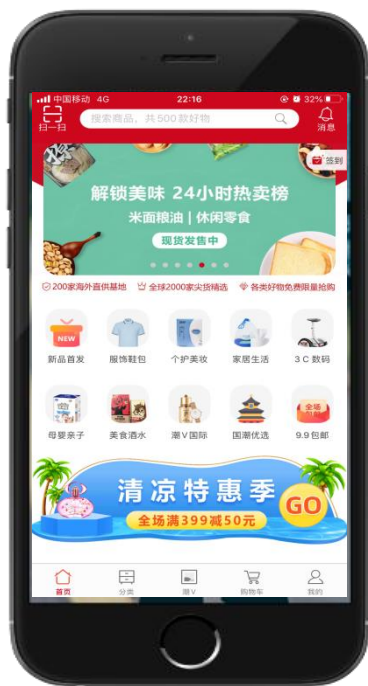 中国移动 4G 22:16 32%
扫一扫 搜索商品，共500款好物 消息
签到
解锁美味 24小时热卖榜
米面粮油 | 休闲零食
现货发售中
200家海外直供基地 全球2000家尖货精选 各类好物免费限量抢购
NEW
新品首发 服饰鞋包 个护美妆 家居生活 3C数码
全场
母婴亲子 美食酒水 潮V国际 国潮优选 9.9包邮
清凉特惠季
GO
全场满399减50元
首页 分类 潮V 购物车 我的